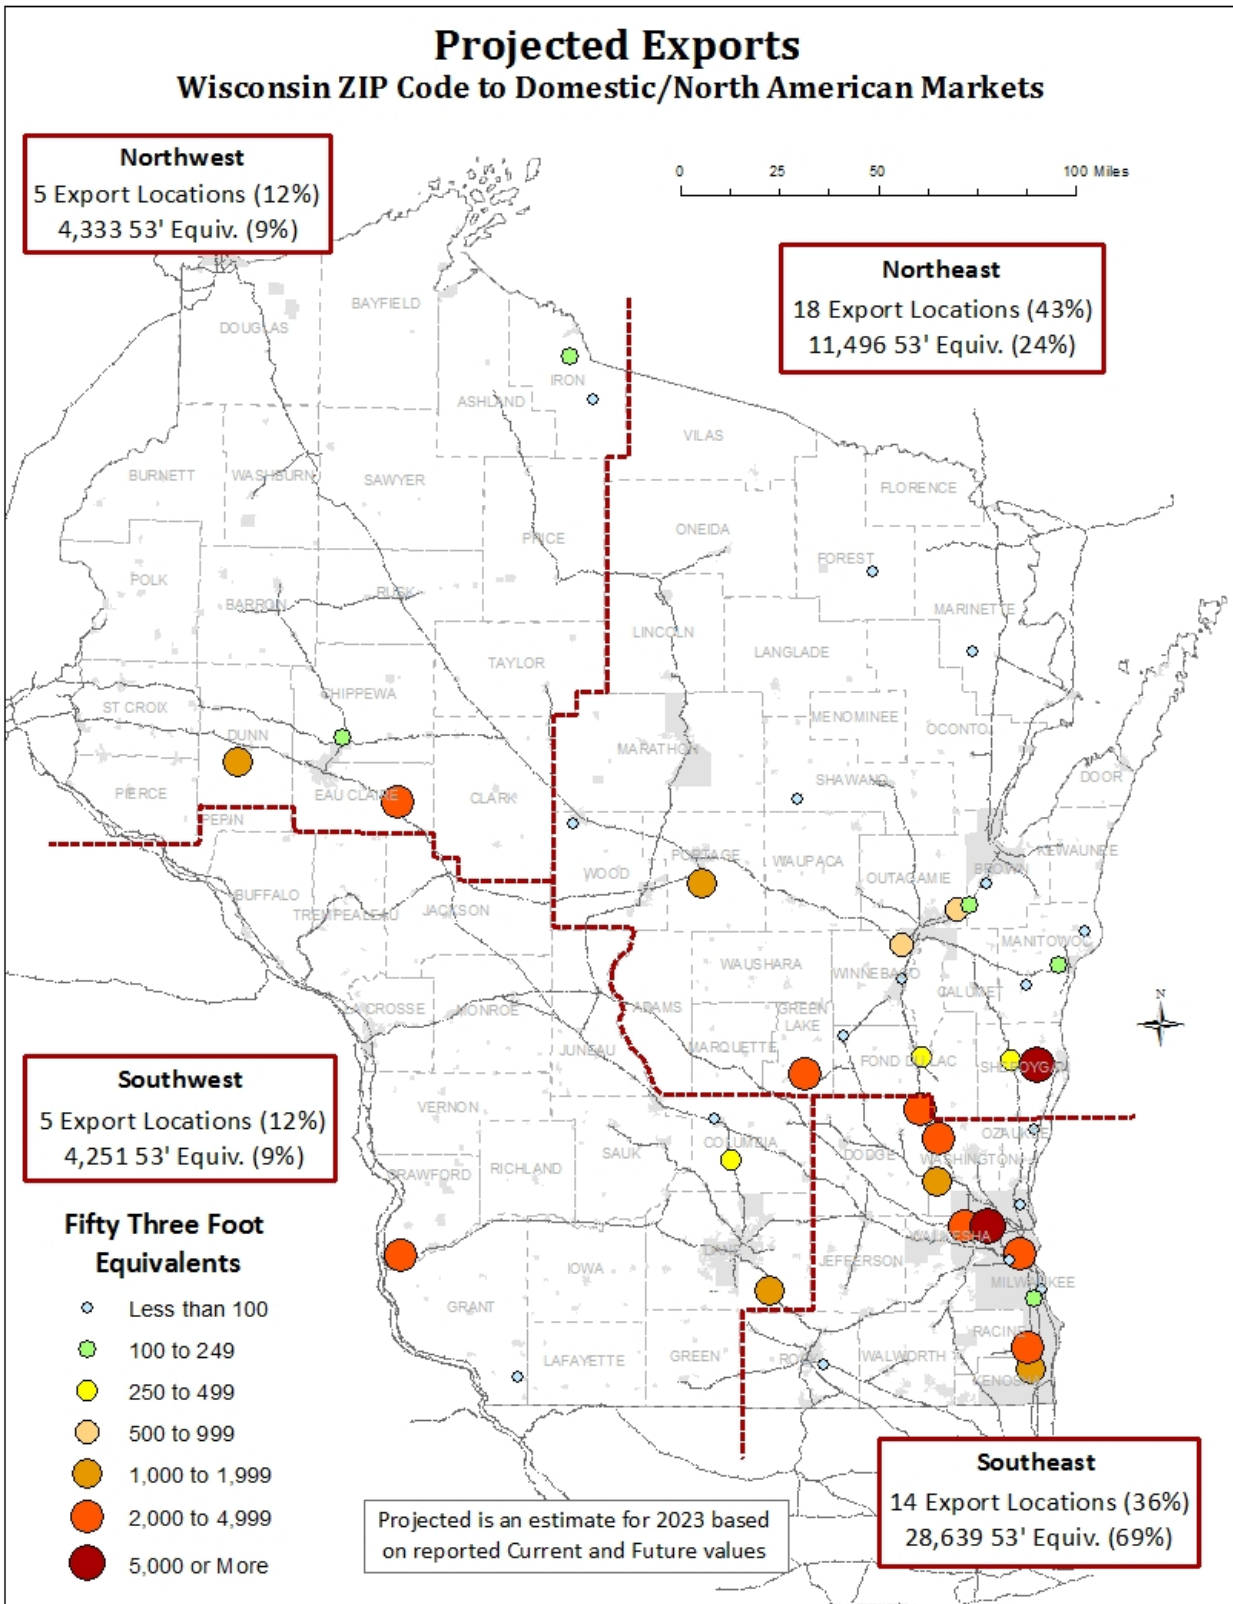 Projected Exports
Wisconsin ZIP Code to Domestic/North American Markets
Northwest
5 Export Locations (12%)
4,333 53' Equiv. (9%)
0 25 50 100 Miles
Northeast
18 Export Locations (43%)
11,496 53' Equiv. (24%)
BAYFIELD
DOUGLAS
IRON
ASHLAND
VILAS
BURNETT
WASHBURN
SAWYER
FLORENCE
ONEIDA
PRICE
FOREST
POLK
BARRON
RUSK
MARINETTE
LINCOLN
LANGLADE
TAYLOR
CHIPPEWA
ST CROIX
MENOMINEE
OCONTO
DUNN
MARATHON
SHAWANO
DOOR
PIERCE
EAU CLAIRE
CLARK
PEPIN
PORTAGE
WAUPACA
KEWAUNEE
WOOD
OUTAGAMIE
BROWN
BUFFALO
TREMPEALEAU
JACKSON
MANITOWOC
WAUSHARA
WINNEBAGO
CALUMET
LA CROSSE
MONROE
ADAMS
GREEN
LAKE
N
JUNEAU
MARQUETTE
FOND DU LAC
SHEBOYGAN
Southwest
5 Export Locations (12%)
4,251 53' Equiv. (9%)
VERNON
COLUMBIA
OZAUKEE
SAUK
DODGE
WASHINGTON
CRAWFORD
RICHLAND
WAUKESHA
JEFFERSON
IOWA
MILWAUKEE
GRANT
RACINE
LAFAYETTE
GREEN
ROCK
WALWORTH
KENOSHA
Fifty Three Foot
Equivalents
Less than 100
100 to 249
250 to 499
500 to 999
1,000 to 1,999
2,000 to 4,999
5,000 or More
Southeast
14 Export Locations (36%)
28,639 53' Equiv. (69%)
Projected is an estimate for 2023 based
on reported Current and Future values